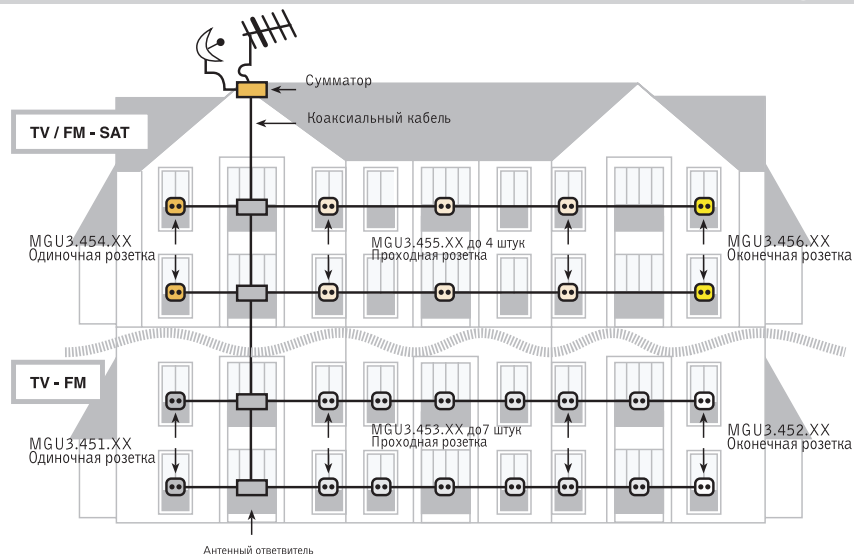 Сумматор
Коаксиальный кабель
TV / FM - SAT
MGU3.454.XX
Одиночная розетка
MGU3.455.XX до 4 штук
Проходная розетка
MGU3.456.XX
Оконечная розетка
TV - FM
MGU3.451.XX
Одиночная розетка
MGU3.453.XX до7 штук
Проходная розетка
MGU3.452.XX
Оконечная розетка
Антенный ответвитель